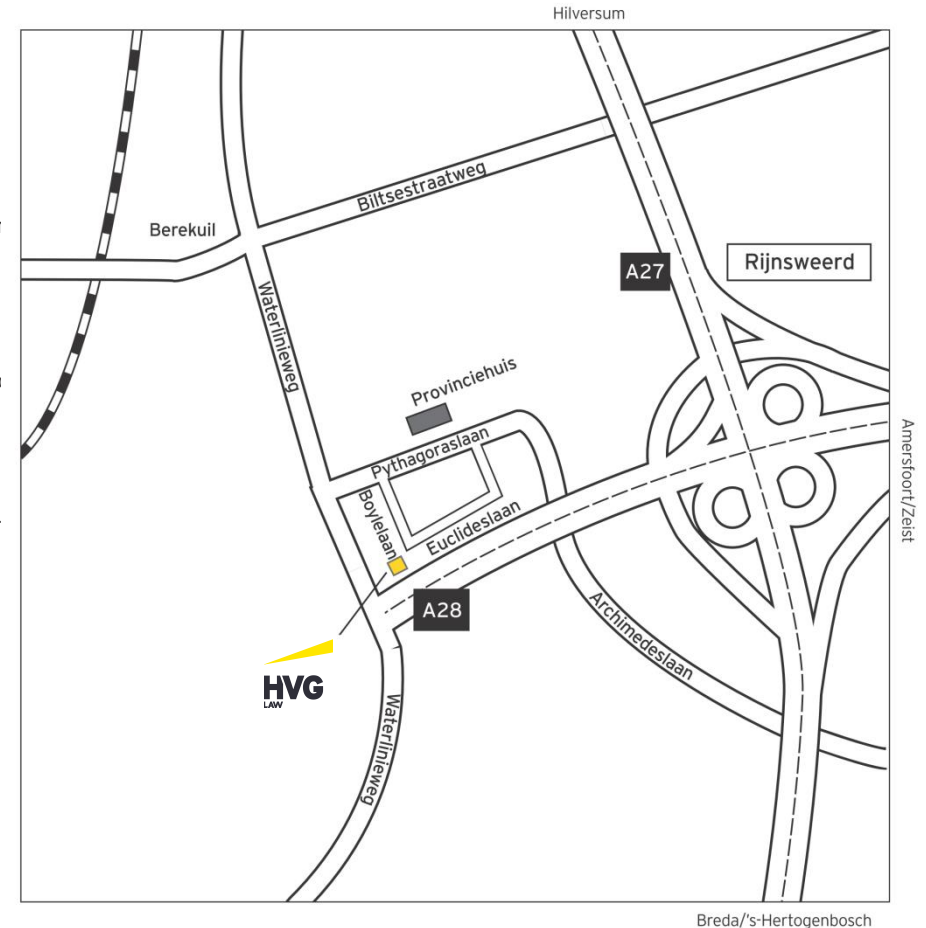 Hilversum
Biltsestraatweg
Berekuil
A27
Rijnsweerd
Waterlinieweg
Provinciehuis
Pythagoraslaan
Amersfoort/Zeist
Boylelaan
Euclideslaan
A28
Archimedeslaan
HVG
LAW
Waterlinieweg
Breda/'s-Hertogenbosch